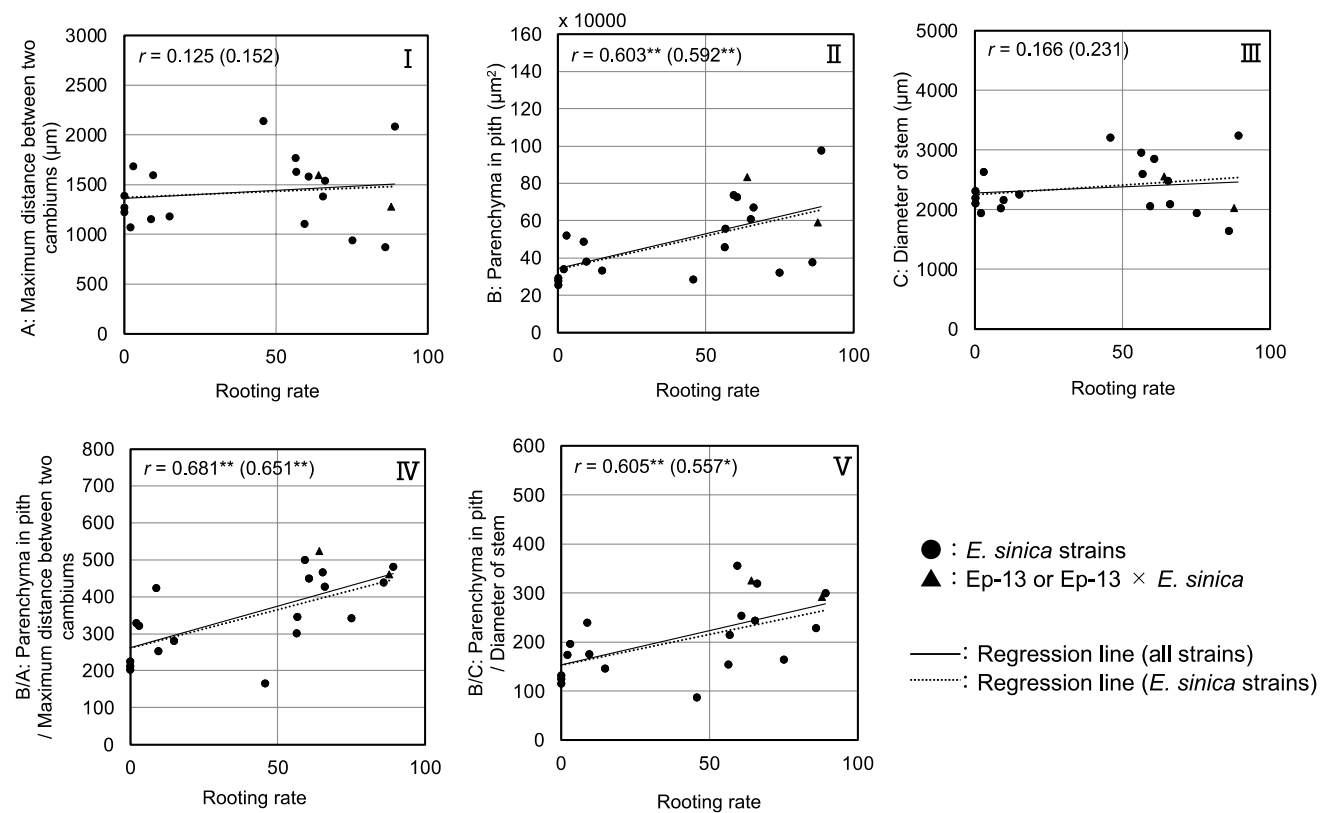 r = 0.125 (0.152)
I
3000
2500
2000
1500
1000
500
0
0
50
100
A: Maximum distance between two
cambiums (µm)
Rooting rate
x 10000
r = 0.603** (0.592**)
Ⅱ
160
140
120
100
80
60
40
20
0
0
50
100
B: Parenchyma in pith (µm²)
Rooting rate
r = 0.166 (0.231)
Ⅲ
5000
4000
3000
2000
1000
0
0
50
100
C: Diameter of stem (µm)
Rooting rate
r = 0.681** (0.651**)
Ⅳ
800
700
600
500
400
300
200
100
0
0
50
100
B/A: Parenchyma in pith
/ Maximum distance between two
cambiums
Rooting rate
r = 0.605** (0.557*)
Ⅴ
600
500
400
300
200
100
0
0
50
100
B/C: Parenchyma in pith
/ Diameter of stem
Rooting rate
: E. sinica strains
: Ep-13 or Ep-13 × E. sinica
: Regression line (all strains)
: Regression line (E. sinica strains)